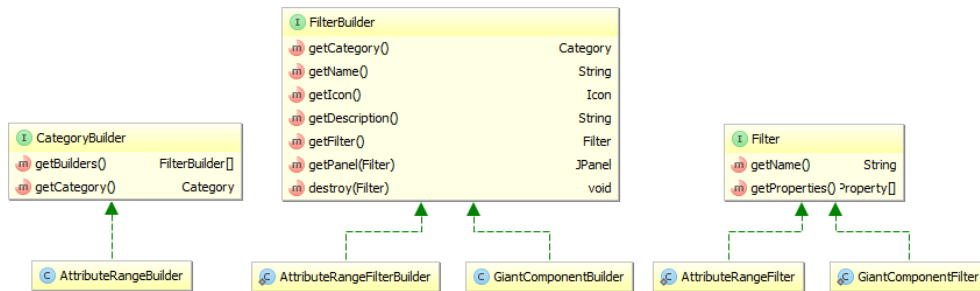 FilterBuilder
getCategory() Category
getName() String
getIcon() Icon
getDescription() String
getFilter() Filter
getPanel(Filter) JPanel
destroy(Filter) void
CategoryBuilder
getBuilders() FilterBuilder[]
getCategory() Category
Filter
getName() String
getProperties() Property[]
AttributeRangeBuilder
AttributeRangeFilterBuilder
GiantComponentBuilder
AttributeRangeFilter
GiantComponentFilter